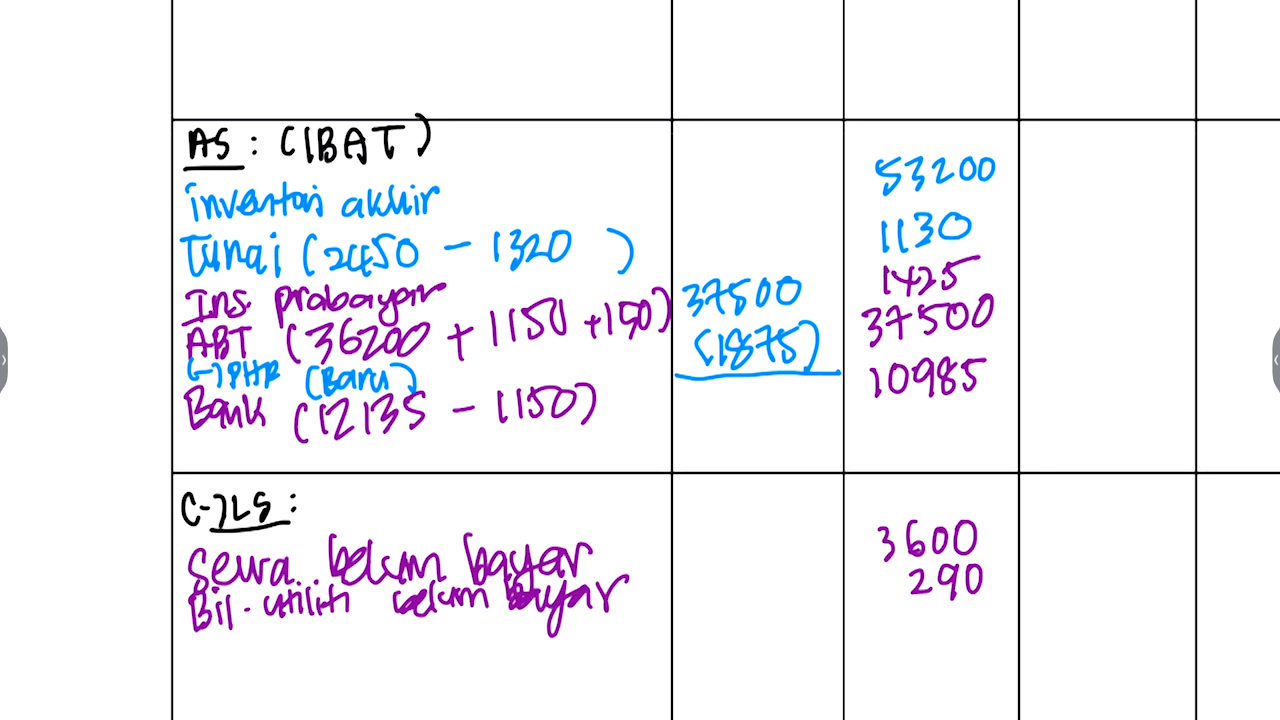 AS : (IBAT)
inventori akhir 53200
Tunai (2450 - 1320 ) 1130
Ins. prabayar 37500 1425
ABT (36200 + 1150 + 150) (1875) 37500
(-) PHR (Baru)
Bank (12135 - 1150) 10985
(-) LS :
Sewa belum bayar 3600
Bil. utiliti belum bayar 290